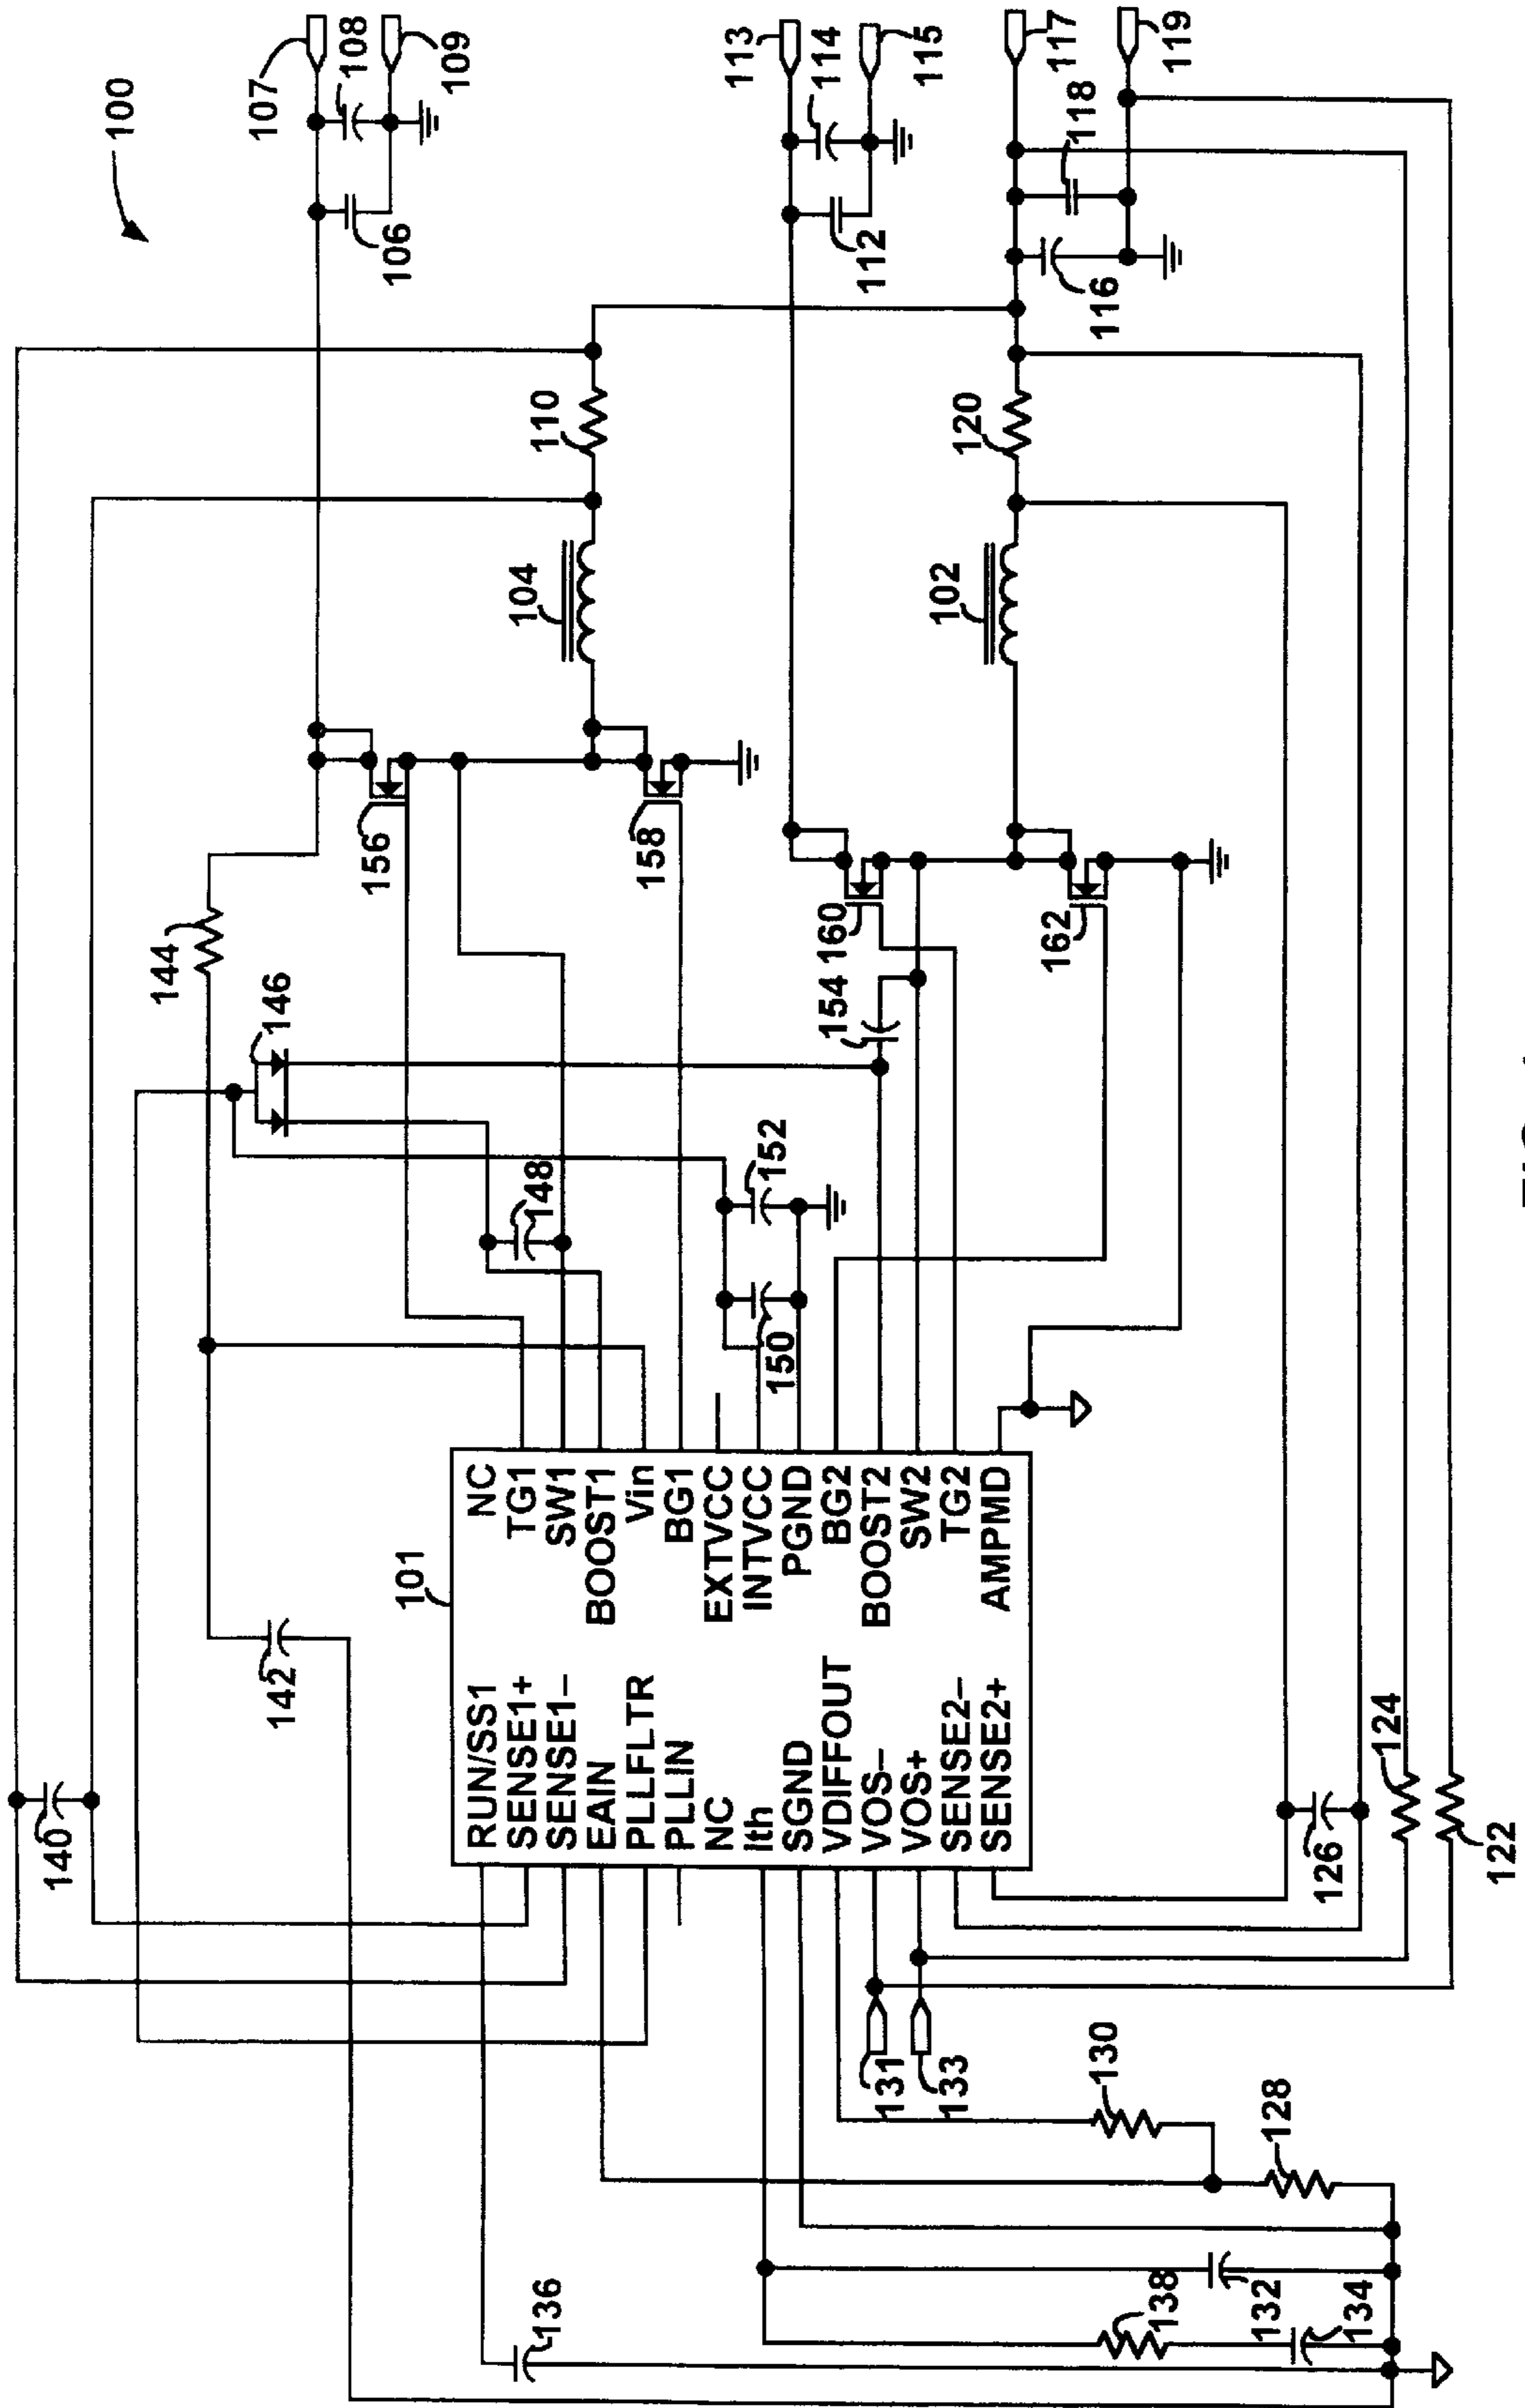 100
107
108
109
106
113
114
115
112
117
118
119
116
110
120
104
102
156
158
160
162
144
146
154
148
152
150
142
101
RUN/SS1
SENSE1+
SENSE1–
EAIN
PLLFLTR
PLLIN
NC
Ith
SGND
VDIFFOUT
VOS–
VOS+
SENSE2–
SENSE2+
NC
TG1
SW1
BOOST1
Vin
BG1
EXTVCC
INTVCC
PGND
BG2
BOOST2
SW2
TG2
AMPMD
140
126
124
122
131
133
130
128
136
138
132
134